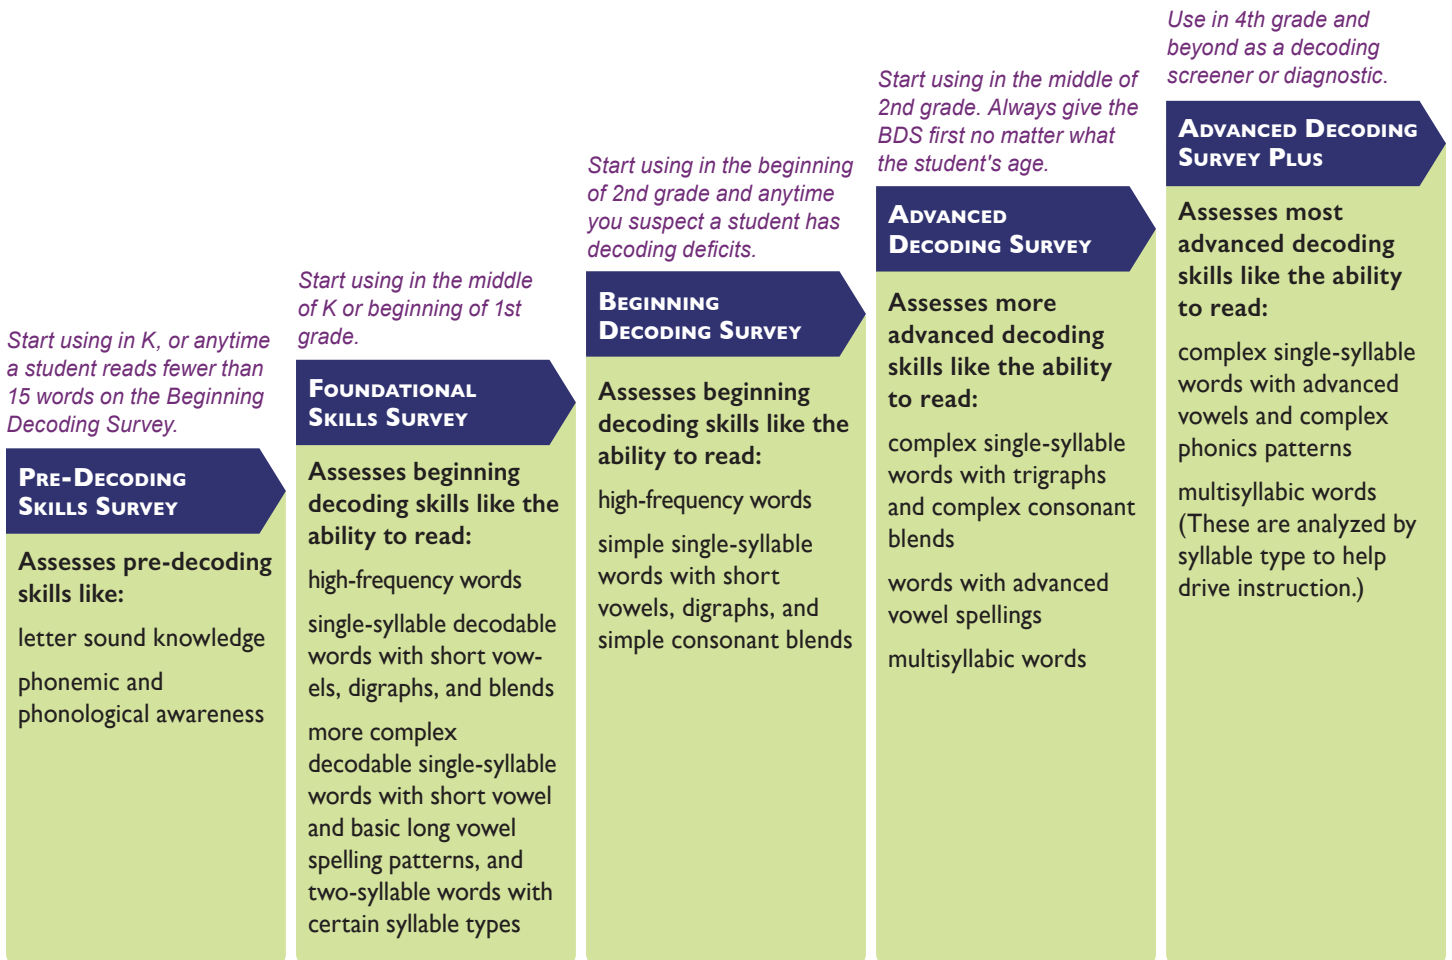 Start using in K, or anytime
a student reads fewer than
15 words on the Beginning
Decoding Survey.
Pre-Decoding
Skills Survey
Assesses pre-decoding
skills like:
letter sound knowledge
phonemic and
phonological awareness
Start using in the middle
of K or beginning of 1st
grade.
Foundational
Skills Survey
Assesses beginning
decoding skills like the
ability to read:
high-frequency words
single-syllable decodable
words with short vow-
els, digraphs, and blends
more complex
decodable single-syllable
words with short vowel
and basic long vowel
spelling patterns, and
two-syllable words with
certain syllable types
Start using in the beginning
of 2nd grade and anytime
you suspect a student has
decoding deficits.
Beginning
Decoding Survey
Assesses beginning
decoding skills like the
ability to read:
high-frequency words
simple single-syllable
words with short
vowels, digraphs, and
simple consonant blends
Start using in the middle of
2nd grade. Always give the
BDS first no matter what
the student's age.
Advanced
Decoding Survey
Assesses more
advanced decoding
skills like the ability
to read:
complex single-syllable
words with trigraphs
and complex consonant
blends
words with advanced
vowel spellings
multisyllabic words
Use in 4th grade and
beyond as a decoding
screener or diagnostic.
Advanced Decoding
Survey Plus
Assesses most
advanced decoding
skills like the ability
to read:
complex single-syllable
words with advanced
vowels and complex
phonics patterns
multisyllabic words
(These are analyzed by
syllable type to help
drive instruction.)